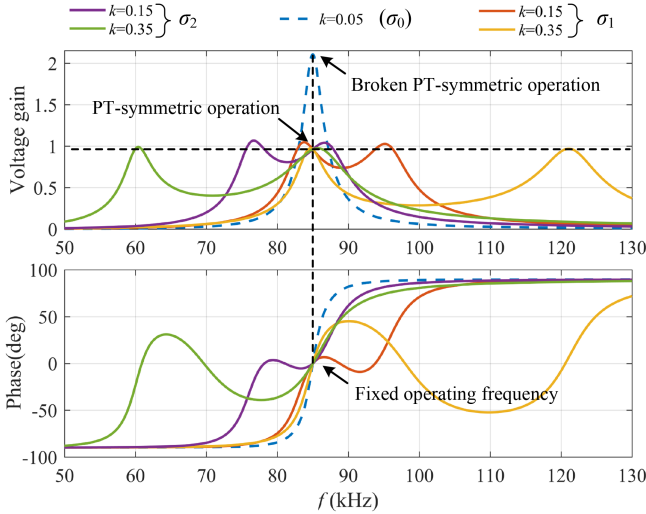 k=0.15
k=0.35
σ₂
k=0.05 (σ₀)
k=0.15
k=0.35
σ₁
Voltage gain
2
1.5
1
0.5
0
Broken PT-symmetric operation
PT-symmetric operation
50 60 70 80 90 100 110 120 130
Phase(deg)
100
50
0
-50
-100
Fixed operating frequency
50 60 70 80 90 100 110 120 130
f (kHz)